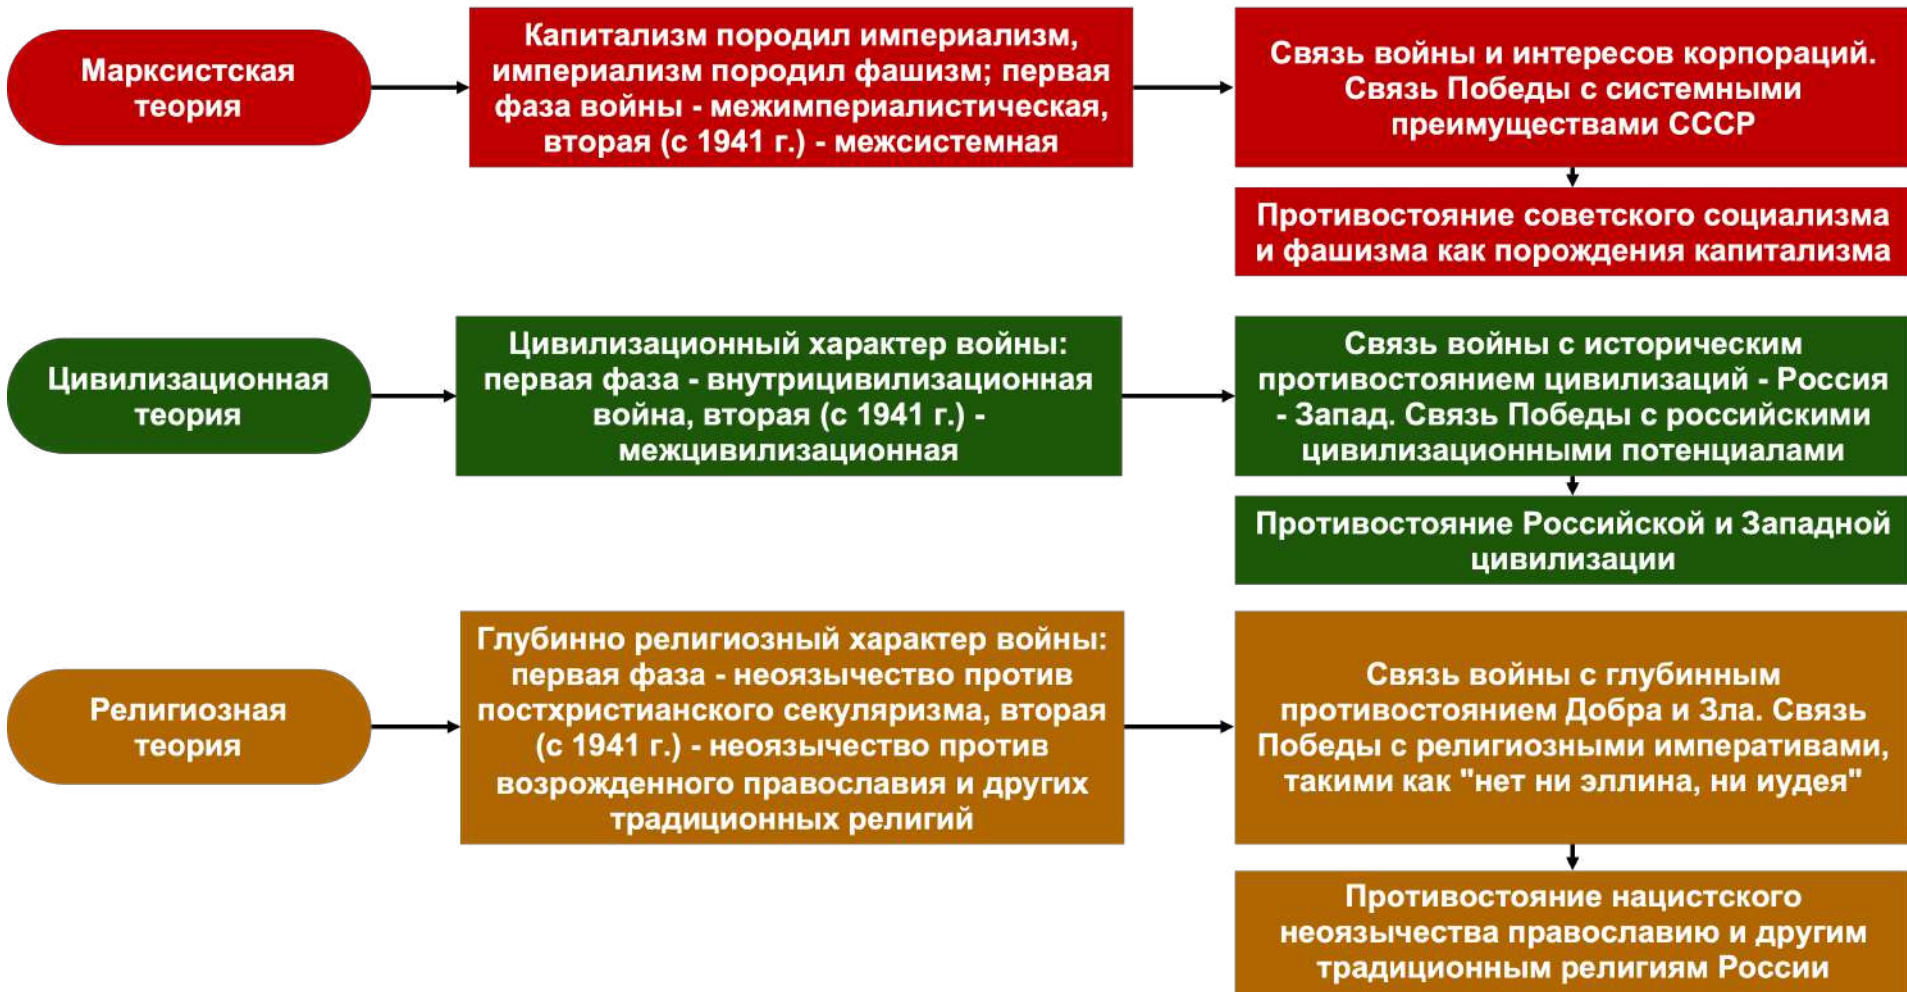 Марксистская
теория
Капитализм породил империализм,
империализм породил фашизм; первая
фаза войны - межимпериалистическая,
вторая (с 1941 г.) - межсистемная
Связь войны и интересов корпораций.
Связь Победы с системными
преимуществами СССР
Противостояние советского социализма
и фашизма как порождения капитализма
Цивилизационная
теория
Цивилизационный характер войны:
первая фаза - внутрицивилизационная
война, вторая (с 1941 г.) -
межцивилизационная
Связь войны с историческим
противостоянием цивилизаций - Россия
- Запад. Связь Победы с российскими
цивилизационными потенциалами
Противостояние Российской и Западной
цивилизации
Религиозная
теория
Глубинно религиозный характер войны:
первая фаза - неоязычество против
постхристианского секуляризма, вторая
(с 1941 г.) - неоязычество против
возрожденного православия и других
традиционных религий
Связь войны с глубинным
противостоянием Добра и Зла. Связь
Победы с религиозными императивами,
такими как "нет ни эллина, ни иудея"
Противостояние нацистского
неоязычества православию и другим
традиционным религиям России